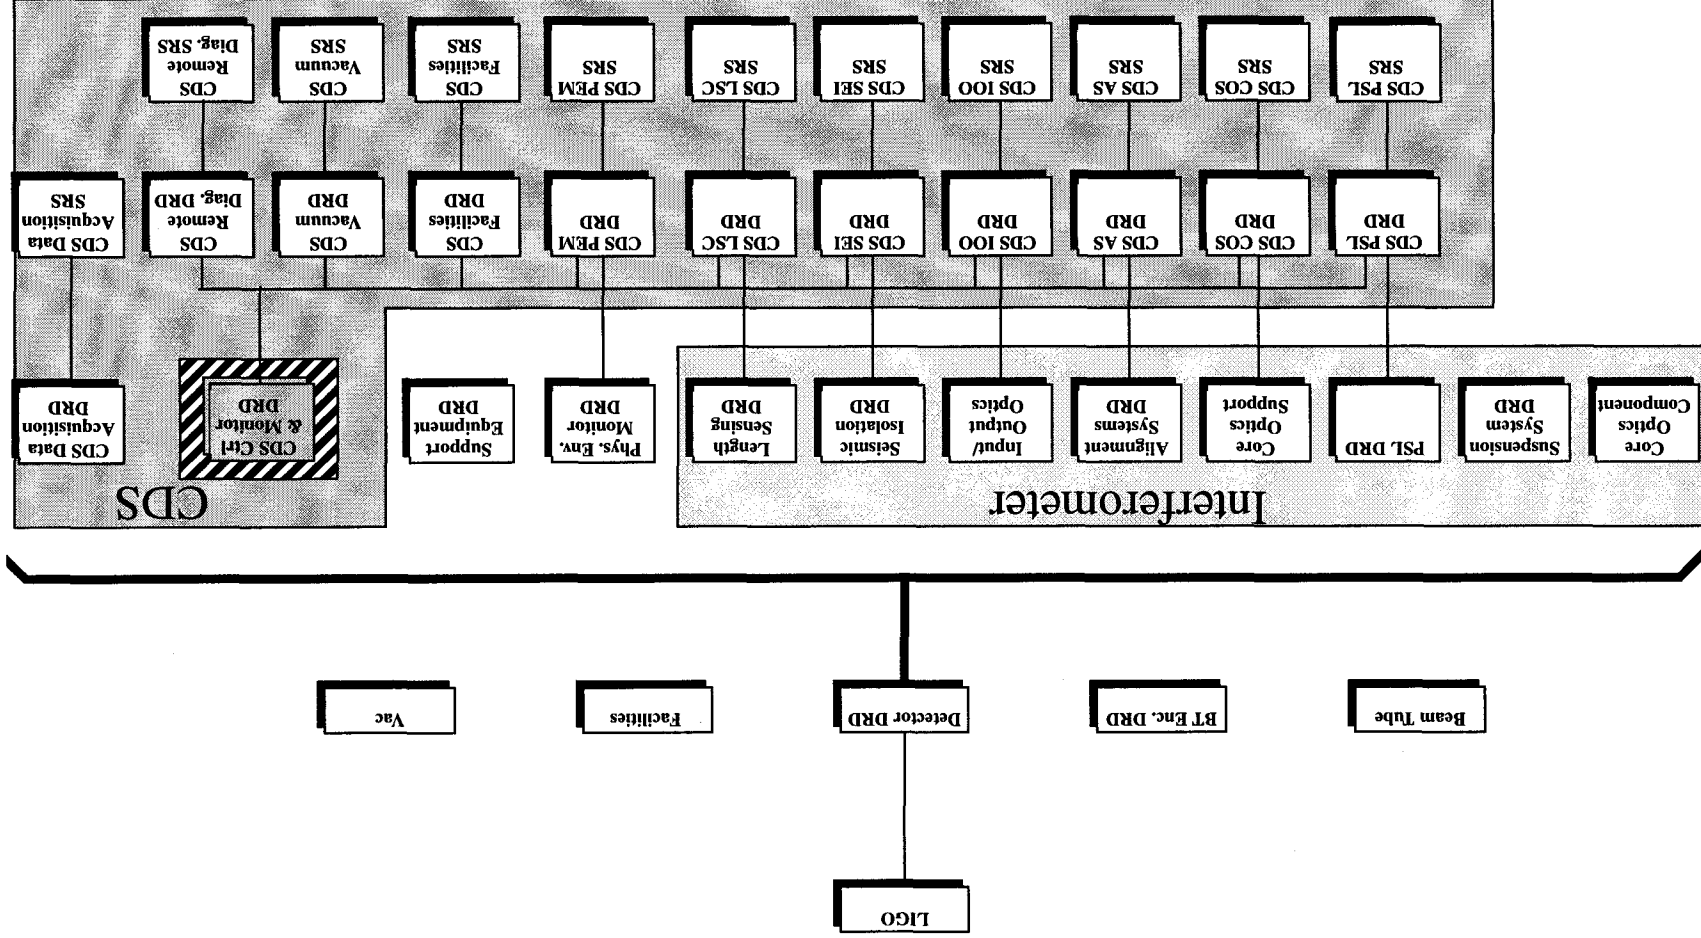 LIGO
Beam Tube
BT Enc. DRD
Detector DRD
Facilities
Vac
Interferometer
CDS
Core
Optics
Component
Suspension
System
DRD
PSL DRD
Core
Optics
Support
Alignment
Systems
DRD
Input/
Output
Optics
Seismic
Isolation
DRD
Length
Sensing
DRD
Phys. Env.
Monitor
DRD
Support
Equipment
DRD
CDS Ctrl
& Monitor
DRD
CDS Data
Acquisition
DRD
CDS PSL
DRD
CDS COS
DRD
CDS AS
DRD
CDS IOO
DRD
CDS SEI
DRD
CDS LSC
DRD
CDS PEM
DRD
CDS
Facilities
DRD
CDS
Vacuum
DRD
CDS
Remote
Diag. DRD
CDS Data
Acquisition
SRS
CDS PSL
SRS
CDS COS
SRS
CDS AS
SRS
CDS IOO
SRS
CDS SEI
SRS
CDS LSC
SRS
CDS PEM
SRS
CDS
Facilities
SRS
CDS
Vacuum
SRS
CDS
Remote
Diag. SRS